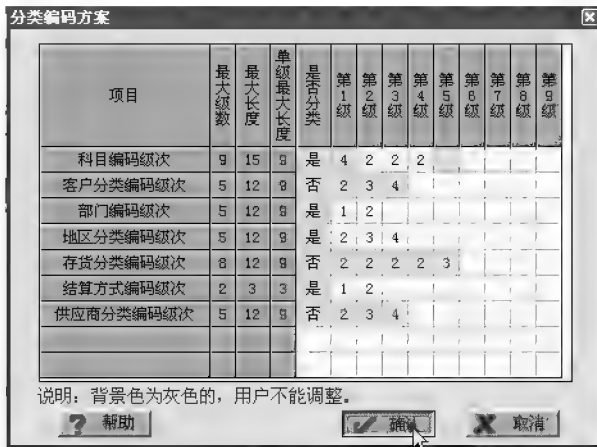 分类编码方案
项目 最大级数 最大长度 单级最大长度 是否分类 第1级 第2级 第3级 第4级 第5级 第6级 第7级 第8级 第9级
科目编码级次 9 15 9 是 4 2 2 2
客户分类编码级次 5 12 9 否 2 3 4
部门编码级次 5 12 9 是 1 2
地区分类编码级次 5 12 9 是 2 3 4
存货分类编码级次 8 12 9 否 2 2 2 2 3
结算方式编码级次 2 3 3 是 1 2
供应商分类编码级次 5 12 9 否 2 3 4
说明：背景色为灰色的，用户不能调整。
帮助 确认 取消